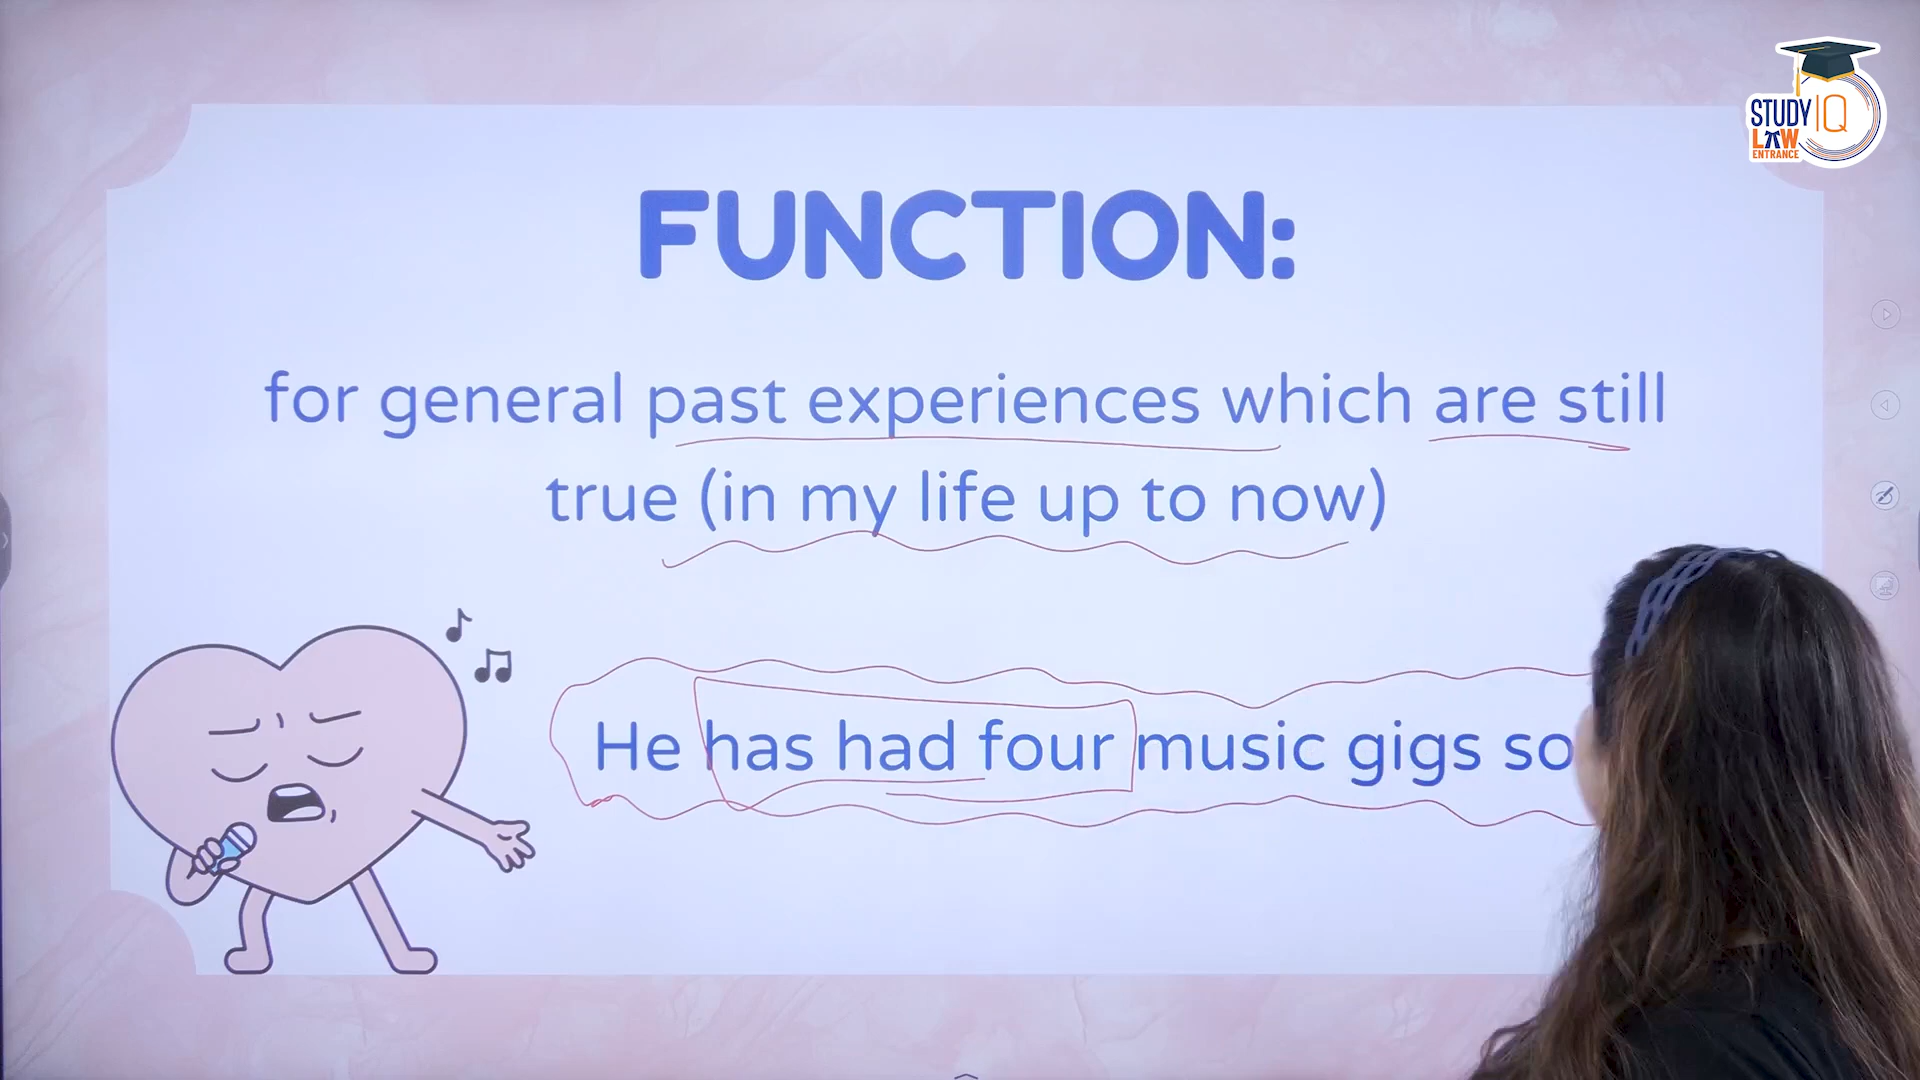 STUDY IQ
LAW
ENTRANCE
FUNCTION:
for general past experiences which are still
true (in my life up to now)
He has had four music gigs so